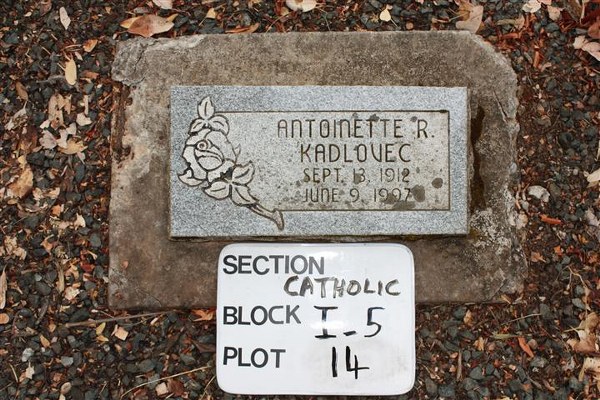 ANTOINETTE R.
KADLOVEC
SEPT. 13, 1912
JUNE 9, 1997
SECTION
CATHOLIC
BLOCK I-5
PLOT 14